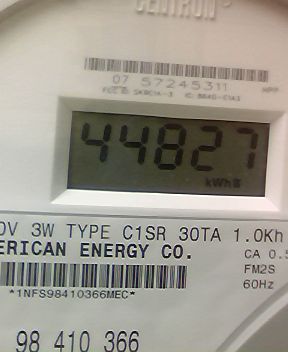 CENTRON®
07 57245311
44827
kWh
0V 3W TYPE C1SR 30TA 1.0Kh
ERICAN ENERGY CO.
CA 0.5
FM2S
60Hz
*1NFS98410366MEC*
98 410 366